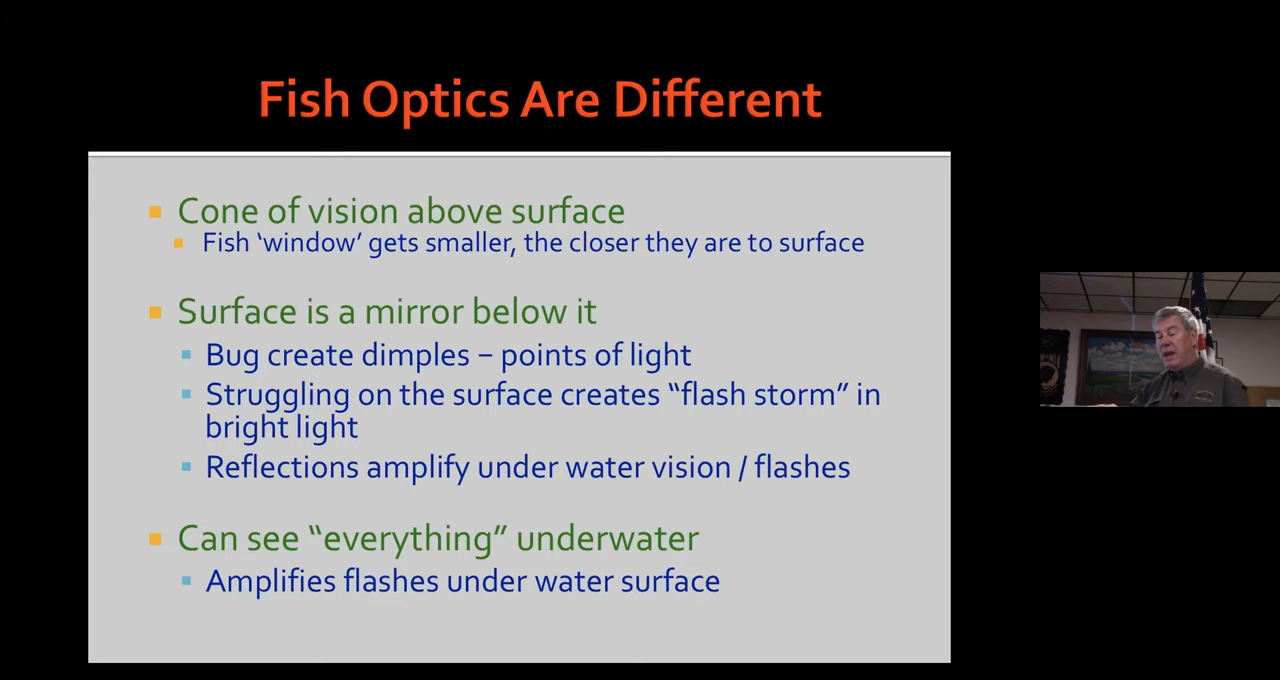 Fish Optics Are Different
Cone of vision above surface
Fish ‘window’ gets smaller, the closer they are to surface
Surface is a mirror below it
Bug create dimples – points of light
Struggling on the surface creates “flash storm” in
bright light
Reflections amplify under water vision / flashes
Can see “everything” underwater
Amplifies flashes under water surface